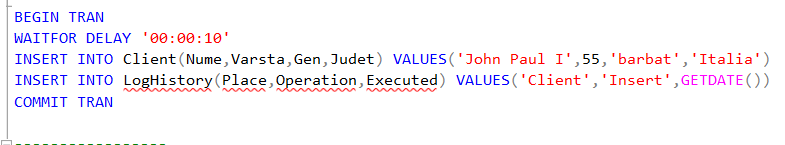 BEGIN TRAN
WAITFOR DELAY '00:00:10'
INSERT INTO Client(Nume,Varsta,Gen,Judet) VALUES('John Paul I',55,'barbat','Italia')
INSERT INTO LogHistory(Place,Operation,Executed) VALUES('Client','Insert',GETDATE())
COMMIT TRAN
-----------------